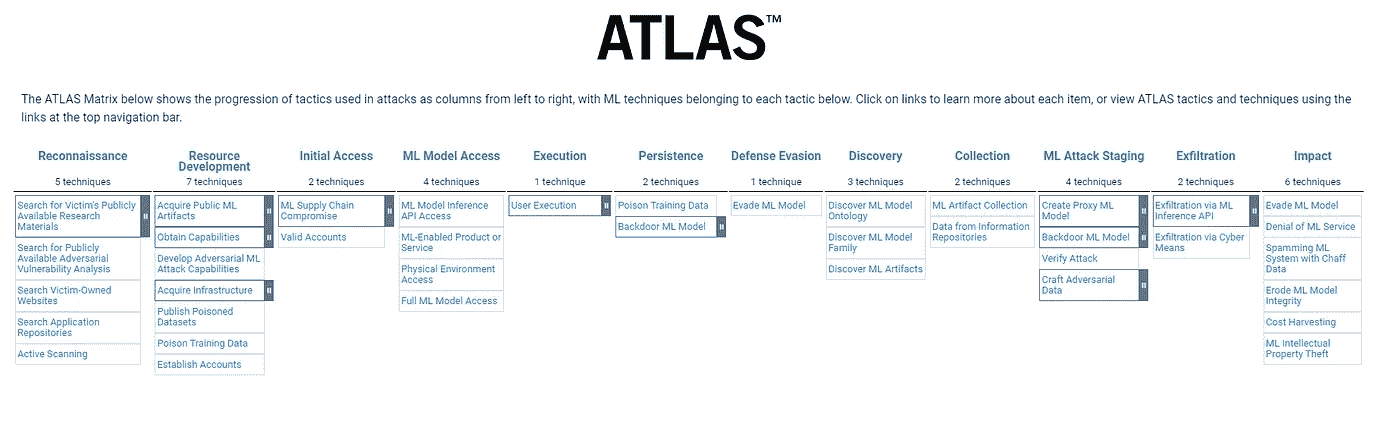 ATLAS™
The ATLAS Matrix below shows the progression of tactics used in attacks as columns from left to right, with ML techniques belonging to each tactic below. Click on links to learn more about each item, or view ATLAS tactics and techniques using the
links at the top navigation bar.
Reconnaissance
5 techniques
Search for Victim's Publicly
Available Research
Materials
Search for Publicly
Available Adversarial
Vulnerability Analysis
Search Victim-Owned
Websites
Search Application
Repositories
Active Scanning
Resource
Development
7 techniques
Acquire Public ML
Artifacts
Obtain Capabilities
Develop Adversarial ML
Attack Capabilities
Acquire Infrastructure
Publish Poisoned
Datasets
Poison Training Data
Establish Accounts
Initial Access
2 techniques
ML Supply Chain
Compromise
Valid Accounts
ML Model Access
4 techniques
ML Model Inference
API Access
ML-Enabled Product or
Service
Physical Environment
Access
Full ML Model Access
Execution
1 technique
User Execution
Persistence
2 techniques
Poison Training Data
Backdoor ML Model
Defense Evasion
1 technique
Evade ML Model
Discovery
3 techniques
Discover ML Model
Ontology
Discover ML Model
Family
Discover ML Artifacts
Collection
2 techniques
ML Artifact Collection
Data from Information
Repositories
ML Attack Staging
4 techniques
Create Proxy ML
Model
Backdoor ML Model
Verify Attack
Craft Adversarial
Data
Exfiltration
2 techniques
Exfiltration via ML
Inference API
Exfiltration via Cyber
Means
Impact
6 techniques
Evade ML Model
Denial of ML Service
Spamming ML
System with Chaff
Data
Erode ML Model
Integrity
Cost Harvesting
ML Intellectual
Property Theft